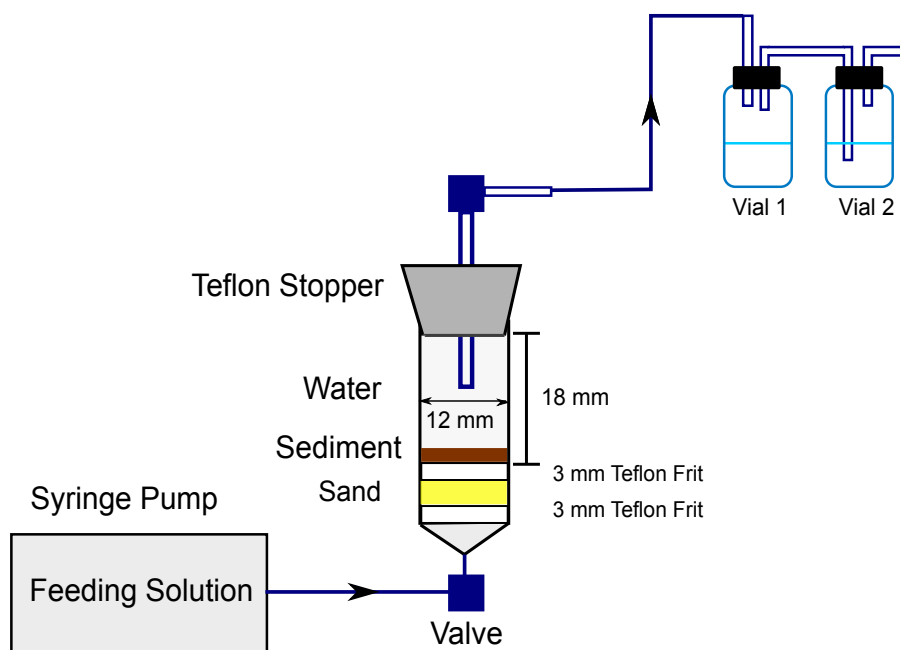 Vial 1
Vial 2
Teflon Stopper
Water
12 mm
18 mm
Sediment
3 mm Teflon Frit
Sand
3 mm Teflon Frit
Syringe Pump
Feeding Solution
Valve